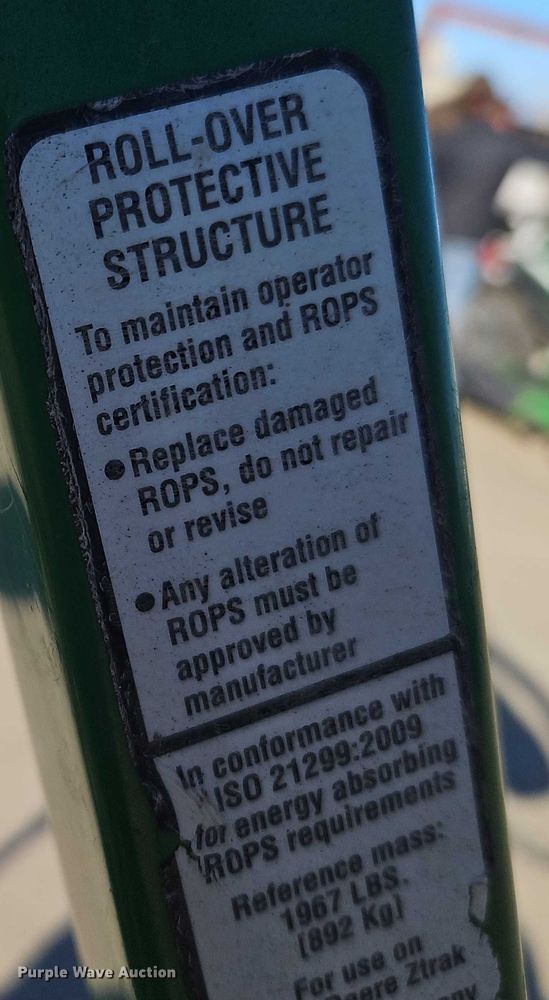 ROLL-OVER
PROTECTIVE
STRUCTURE
To maintain operator
protection and ROPS
certification:
• Replace damaged
ROPS, do not repair
or revise
• Any alteration of
ROPS must be
approved by
manufacturer
In conformance with
ISO 21299:2009
for energy absorbing
ROPS requirements
Reference mass:
1967 LBS.
[892 Kg]
For use on
Ztrak
Purple Wave Auction